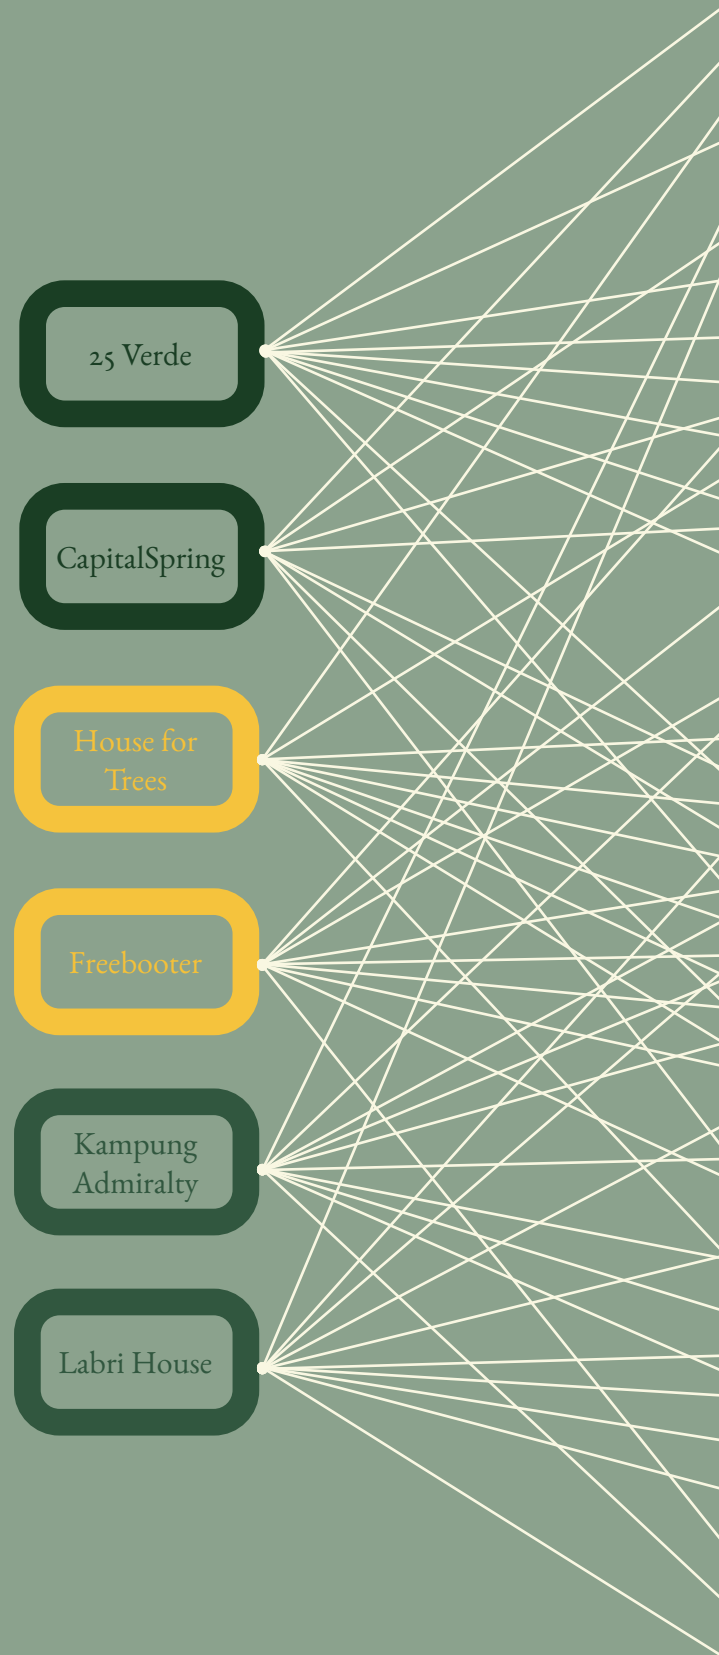 25 Verde
CapitalSpring
House for
Trees
Freebooter
Kampung
Admiralty
Labri House